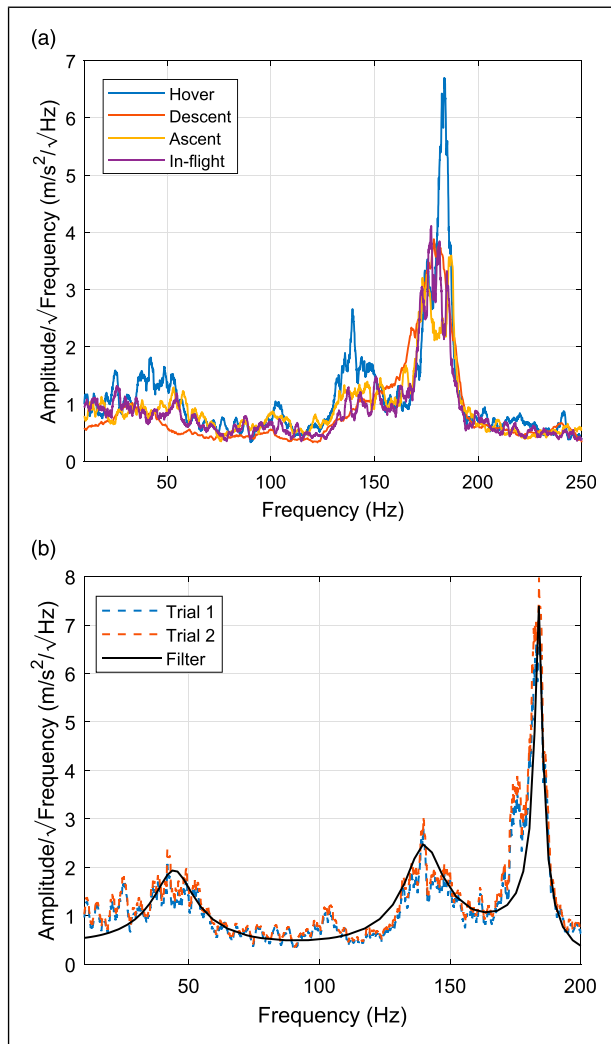 (a)
7
6
5
4
3
2
1
0
Amplitude/√Frequency (m/s²/√Hz)
Hover
Descent
Ascent
In-flight
50 100 150 200 250
Frequency (Hz)
(b)
8
7
6
5
4
3
2
1
0
Amplitude/√Frequency (m/s²/√Hz)
Trial 1
Trial 2
Filter
50 100 150 200
Frequency (Hz)